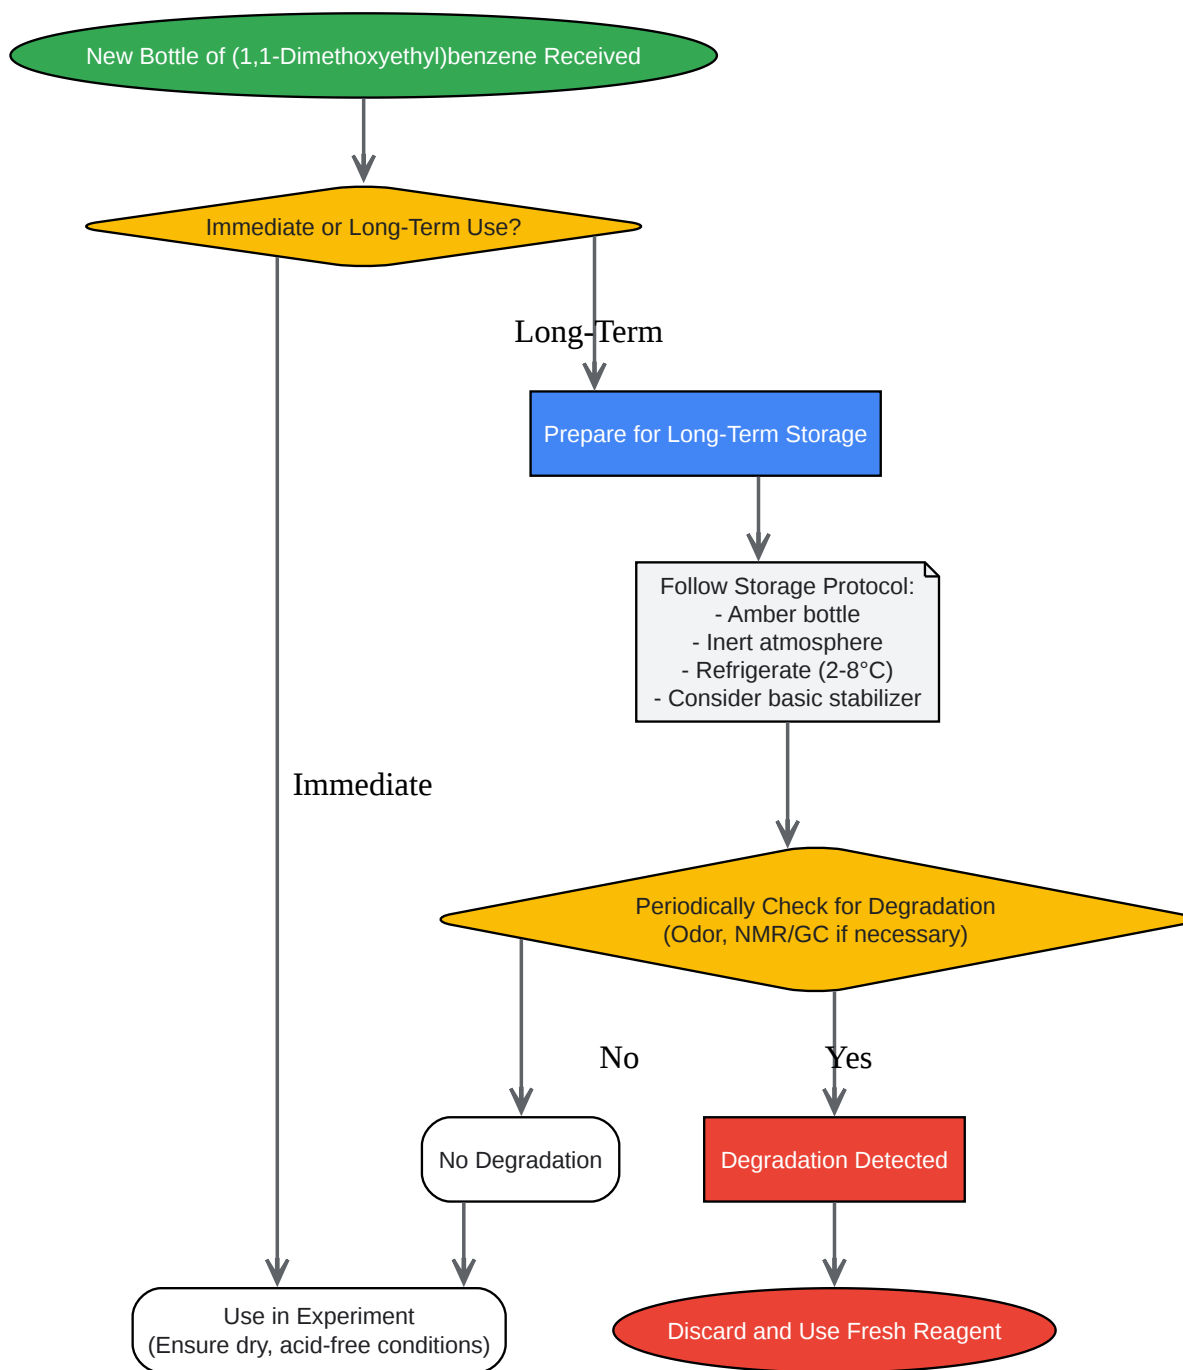 New Bottle of (1,1-Dimethoxyethyl)benzene Received
Immediate or Long-Term Use?
Long-Term
Prepare for Long-Term Storage
Follow Storage Protocol:
- Amber bottle
- Inert atmosphere
- Refrigerate (2-8°C)
- Consider basic stabilizer
Immediate
Periodically Check for Degradation
(Odor, NMR/GC if necessary)
No
Yes
No Degradation
Degradation Detected
Use in Experiment
(Ensure dry, acid-free conditions)
Discard and Use Fresh Reagent